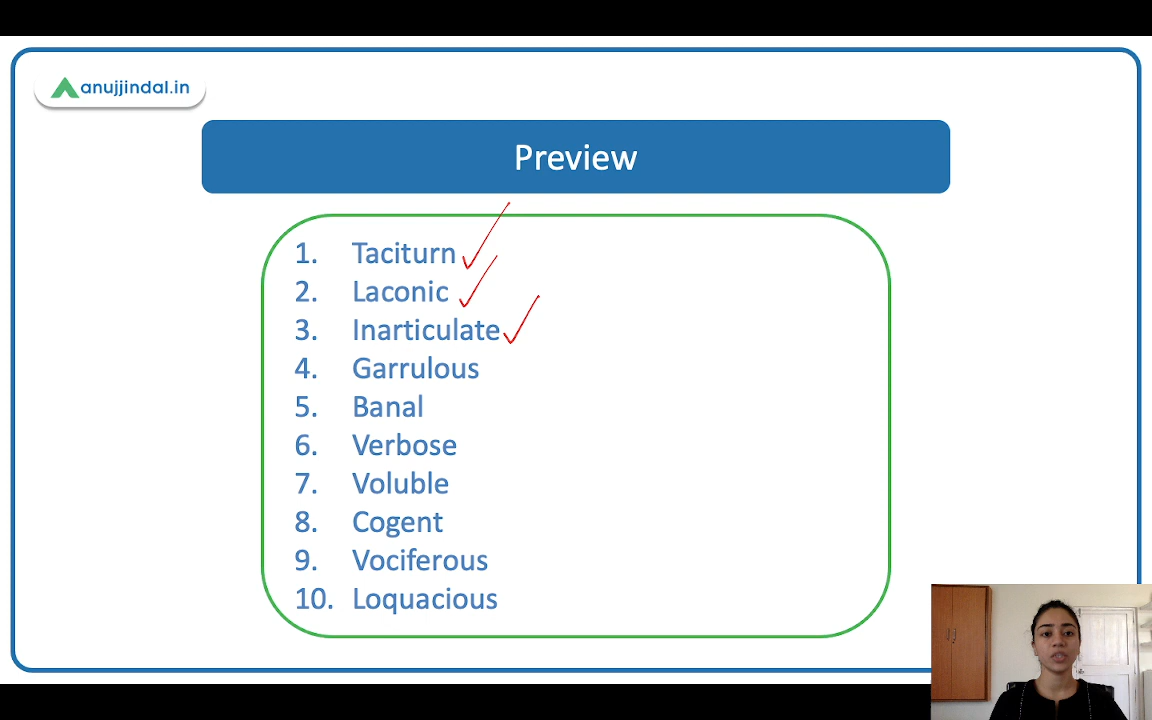 anujjindal.in
Preview
1. Taciturn
2. Laconic
3. Inarticulate
4. Garrulous
5. Banal
6. Verbose
7. Voluble
8. Cogent
9. Vociferous
10. Loquacious